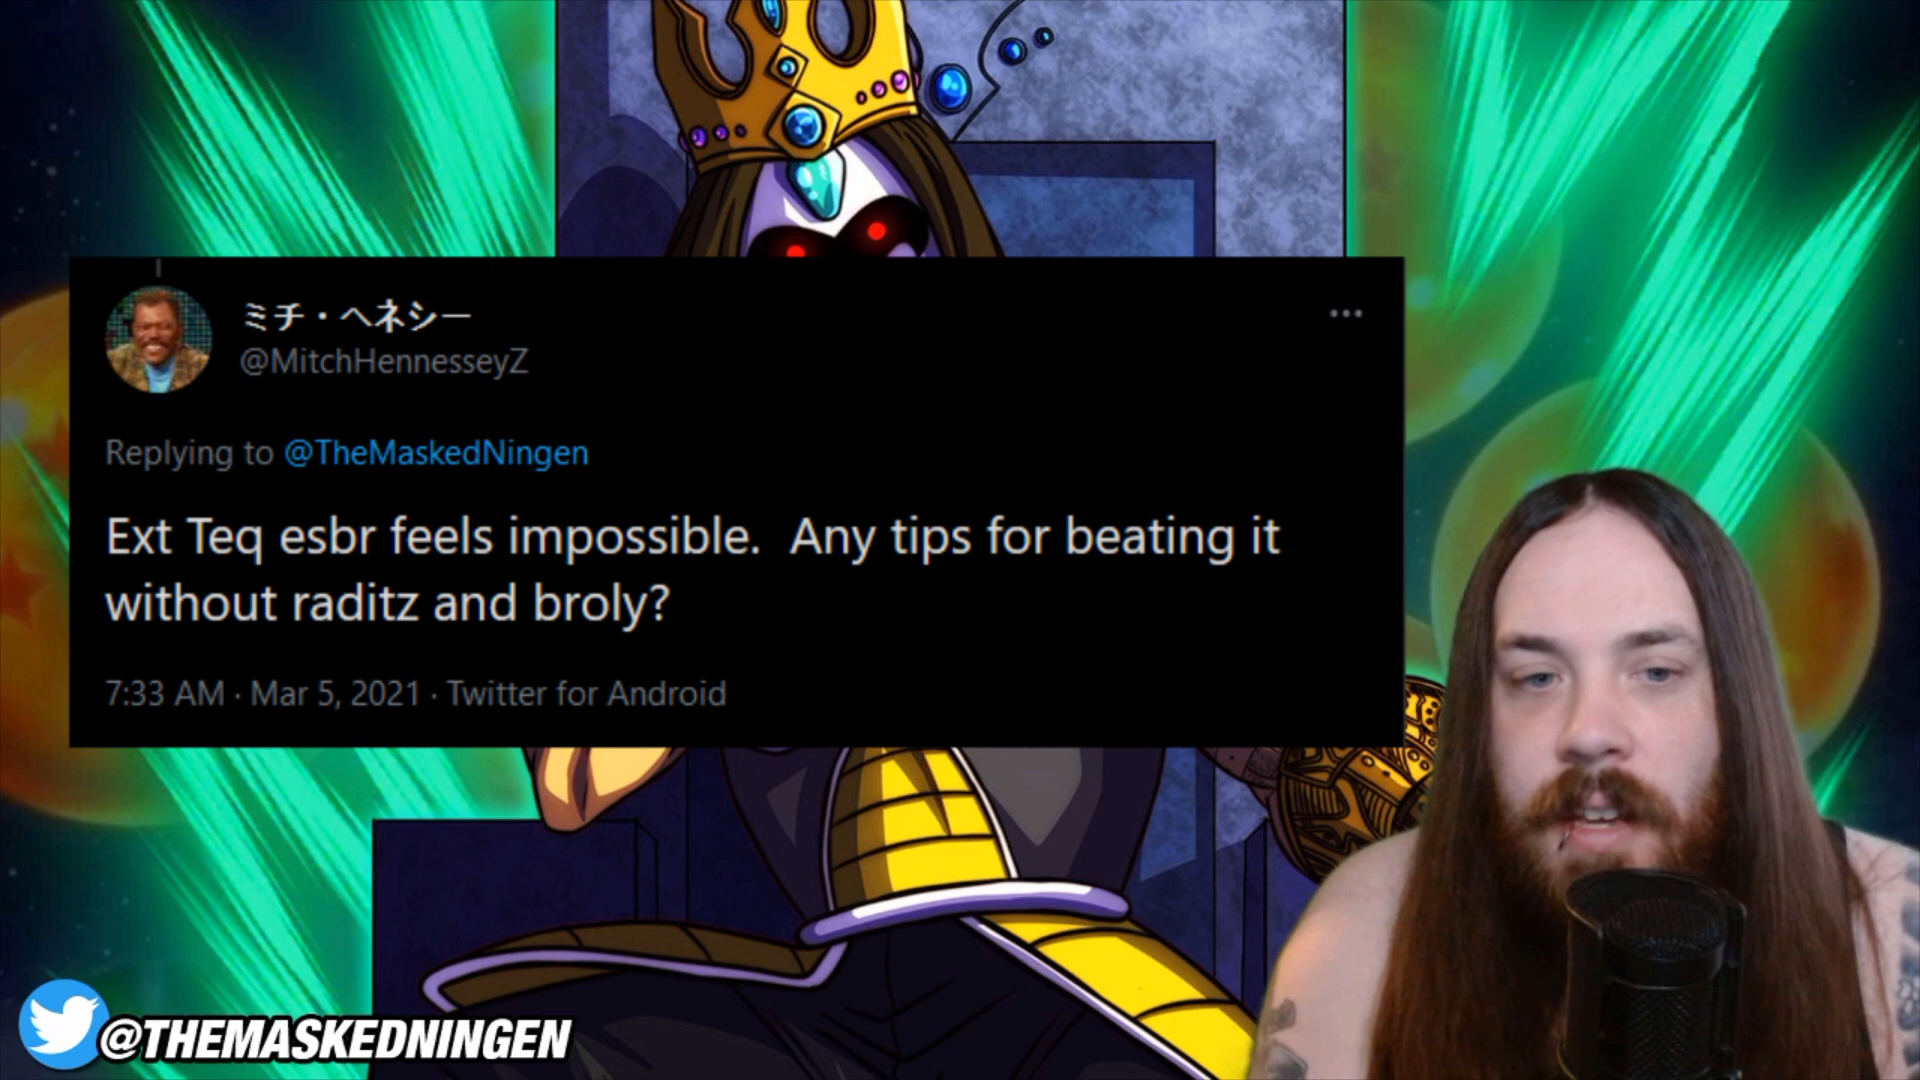 ミチ・ヘネシー
@MitchHennesseyZ
Replying to @TheMaskedNingen
Ext Teq esbr feels impossible.  Any tips for beating it
without raditz and broly?
7:33 AM · Mar 5, 2021 · Twitter for Android
@THEMASKEDNINGEN